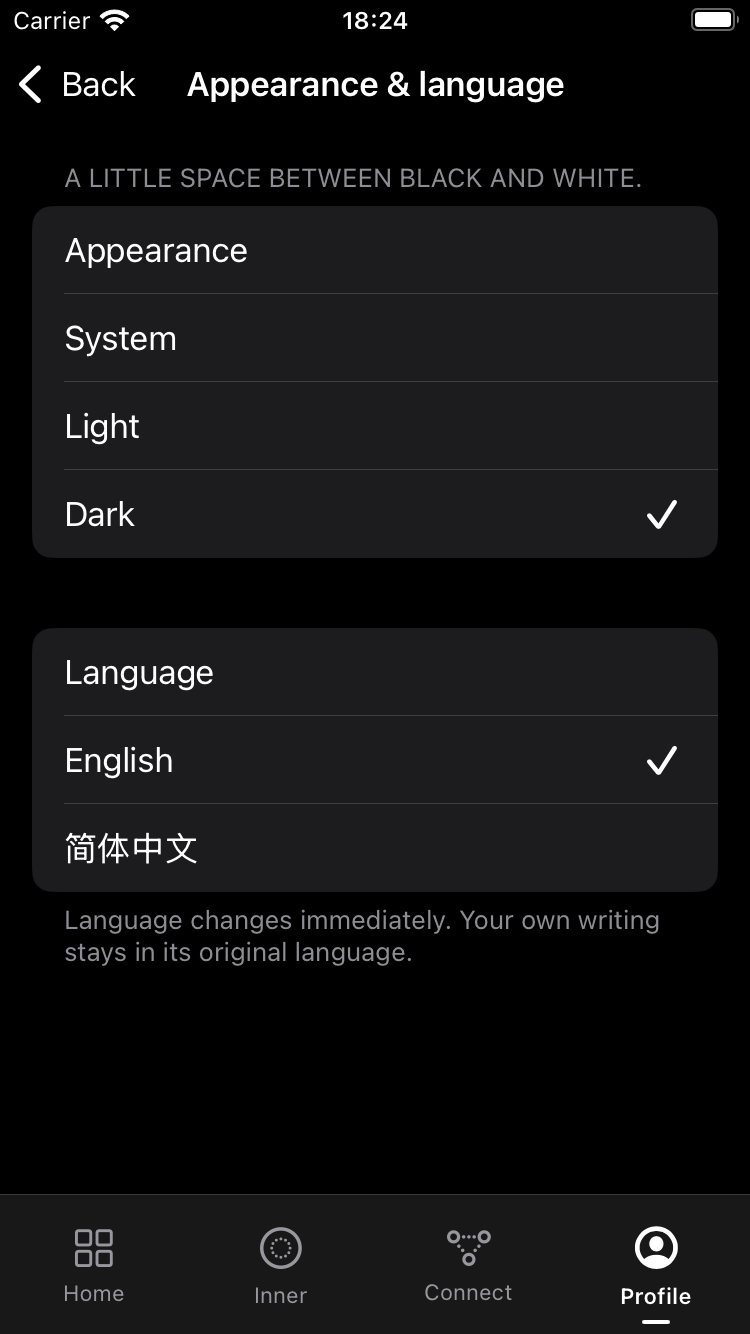 Carrier 18:24
Back Appearance & language
A LITTLE SPACE BETWEEN BLACK AND WHITE.
Appearance
System
Light
Dark
Language
English
简体中文
Language changes immediately. Your own writing
stays in its original language.
Home Inner Connect Profile